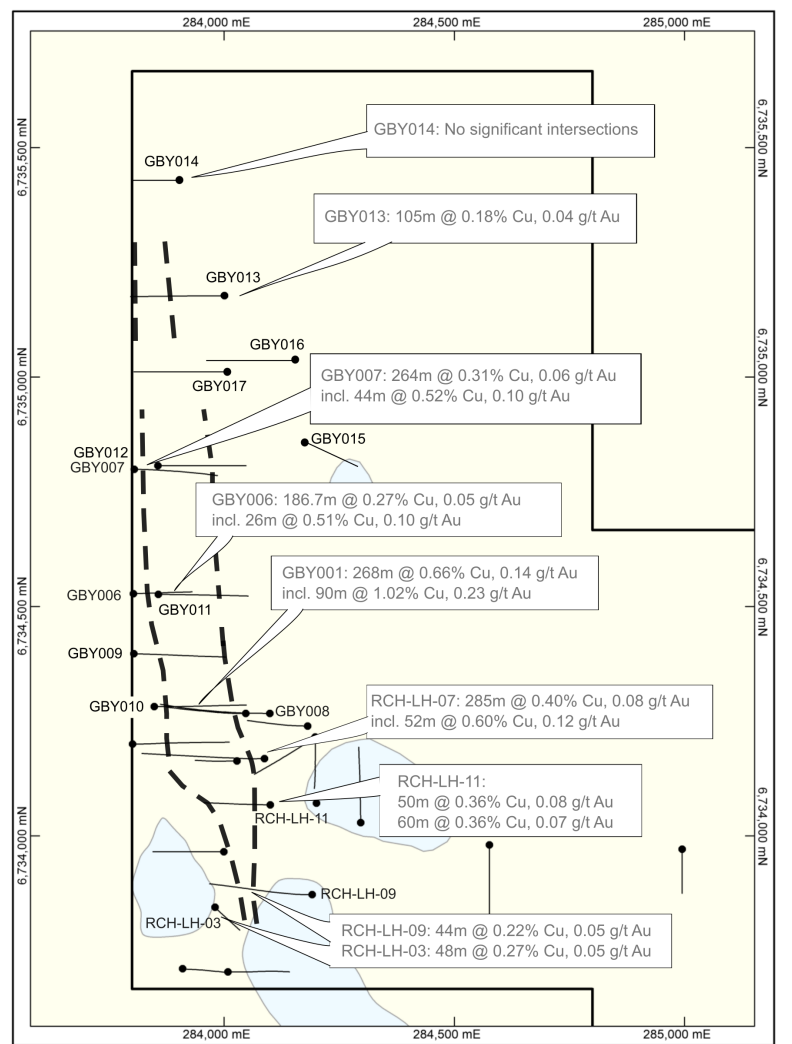 284,000 mE
284,500 mE
285,000 mE
6,735,500 mN
6,735,500 mN
GBY014: No significant intersections
GBY014
GBY013: 105m @ 0.18% Cu, 0.04 g/t Au
GBY013
GBY016
GBY017
6,735,000 mN
6,735,000 mN
GBY007: 264m @ 0.31% Cu, 0.06 g/t Au
incl. 44m @ 0.52% Cu, 0.10 g/t Au
GBY015
GBY012
GBY007
GBY006: 186.7m @ 0.27% Cu, 0.05 g/t Au
incl. 26m @ 0.51% Cu, 0.10 g/t Au
GBY001: 268m @ 0.66% Cu, 0.14 g/t Au
incl. 90m @ 1.02% Cu, 0.23 g/t Au
GBY006
GBY011
6,734,500 mN
6,734,500 mN
GBY009
GBY010
GBY008
RCH-LH-07: 285m @ 0.40% Cu, 0.08 g/t Au
incl. 52m @ 0.60% Cu, 0.12 g/t Au
RCH-LH-11:
50m @ 0.36% Cu, 0.08 g/t Au
60m @ 0.36% Cu, 0.07 g/t Au
RCH-LH-11
6,734,000 mN
6,734,000 mN
RCH-LH-09
RCH-LH-03
RCH-LH-09: 44m @ 0.22% Cu, 0.05 g/t Au
RCH-LH-03: 48m @ 0.27% Cu, 0.05 g/t Au
284,000 mE
284,500 mE
285,000 mE